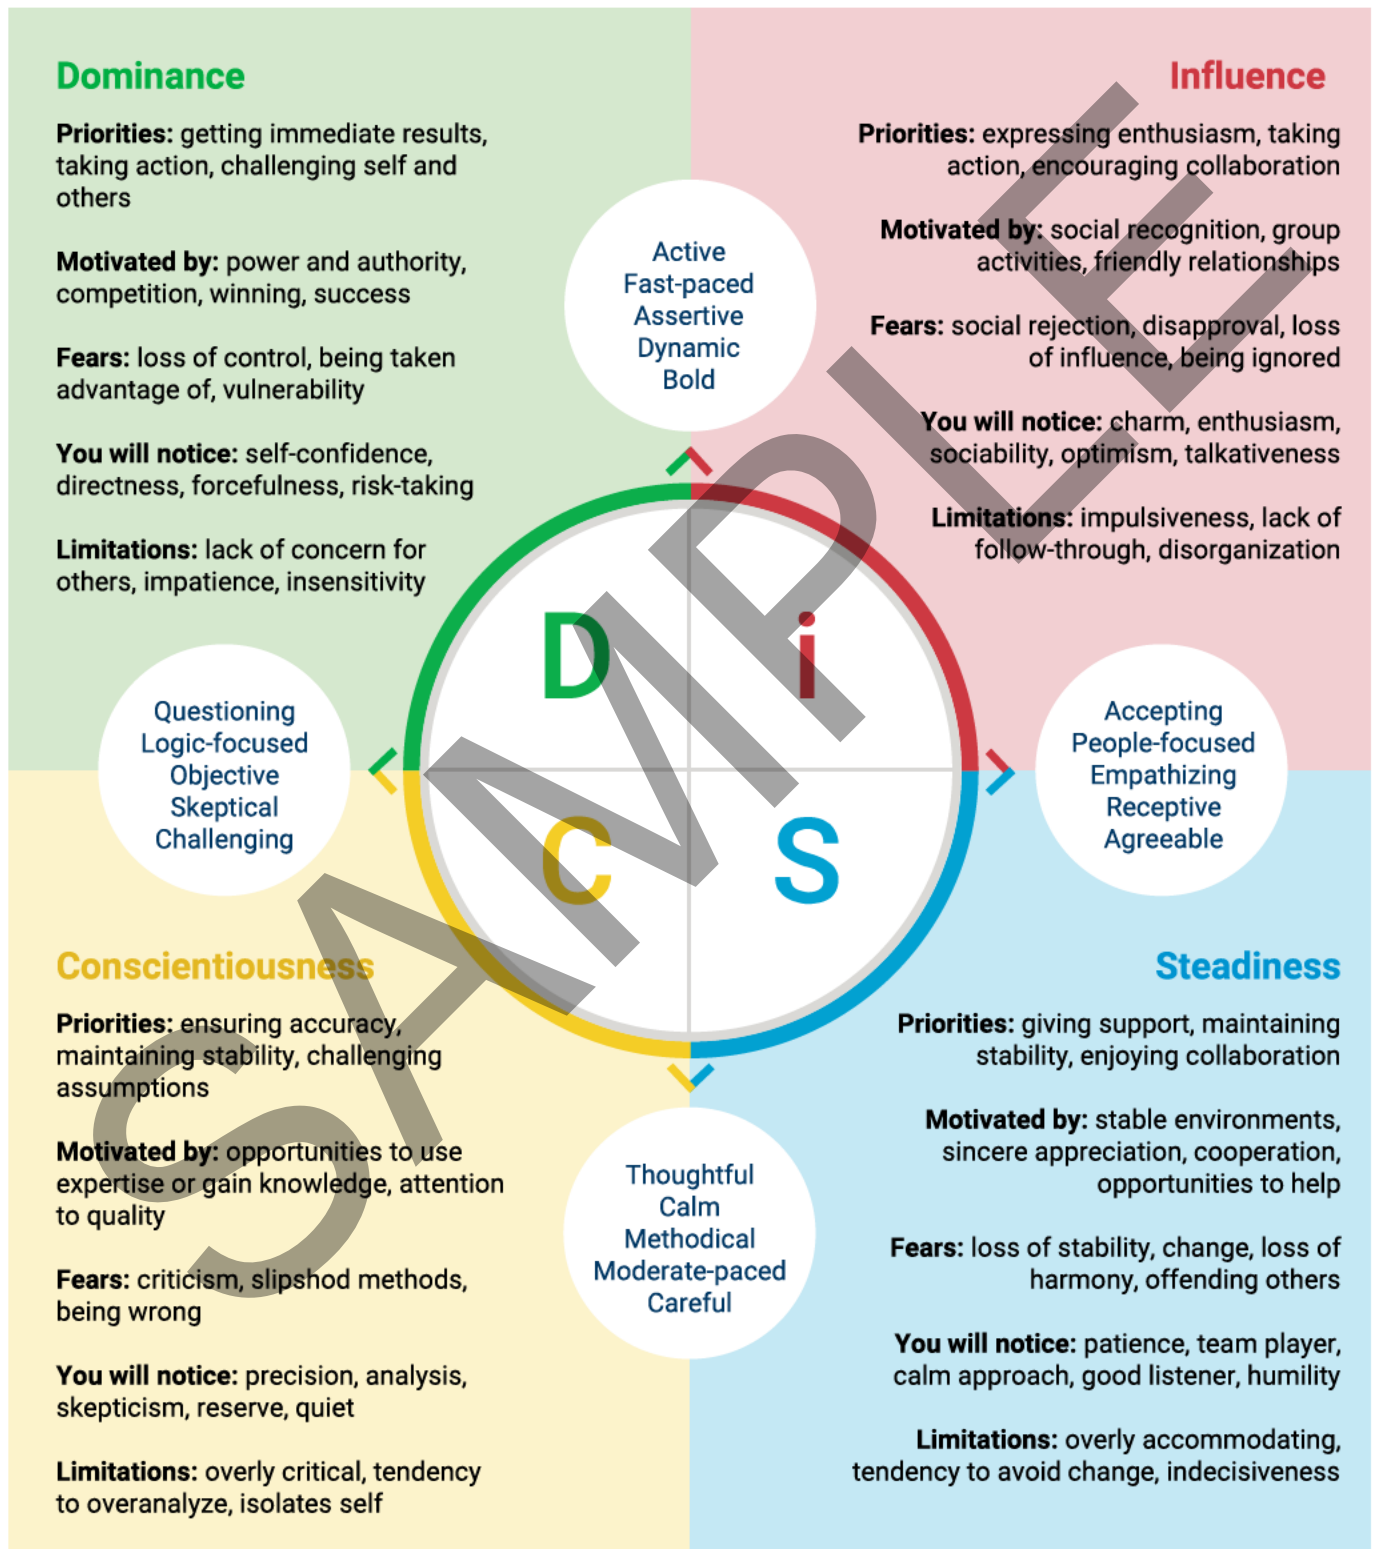 Dominance
Priorities: getting immediate results,
taking action, challenging self and
others
Motivated by: power and authority,
competition, winning, success
Fears: loss of control, being taken
advantage of, vulnerability
You will notice: self-confidence,
directness, forcefulness, risk-taking
Limitations: lack of concern for
others, impatience, insensitivity
Influence
Priorities: expressing enthusiasm, taking
action, encouraging collaboration
Motivated by: social recognition, group
activities, friendly relationships
Fears: social rejection, disapproval, loss
of influence, being ignored
You will notice: charm, enthusiasm,
sociability, optimism, talkativeness
Limitations: impulsiveness, lack of
follow-through, disorganization
Active
Fast-paced
Assertive
Dynamic
Bold
Questioning
Logic-focused
Objective
Skeptical
Challenging
D
i
C
S
Accepting
People-focused
Empathizing
Receptive
Agreeable
Conscientiousness
Priorities: ensuring accuracy,
maintaining stability, challenging
assumptions
Motivated by: opportunities to use
expertise or gain knowledge, attention
to quality
Fears: criticism, slipshod methods,
being wrong
You will notice: precision, analysis,
skepticism, reserve, quiet
Limitations: overly critical, tendency
to overanalyze, isolates self
Thoughtful
Calm
Methodical
Moderate-paced
Careful
Steadiness
Priorities: giving support, maintaining
stability, enjoying collaboration
Motivated by: stable environments,
sincere appreciation, cooperation,
opportunities to help
Fears: loss of stability, change, loss of
harmony, offending others
You will notice: patience, team player,
calm approach, good listener, humility
Limitations: overly accommodating,
tendency to avoid change, indecisiveness
SAMPLE